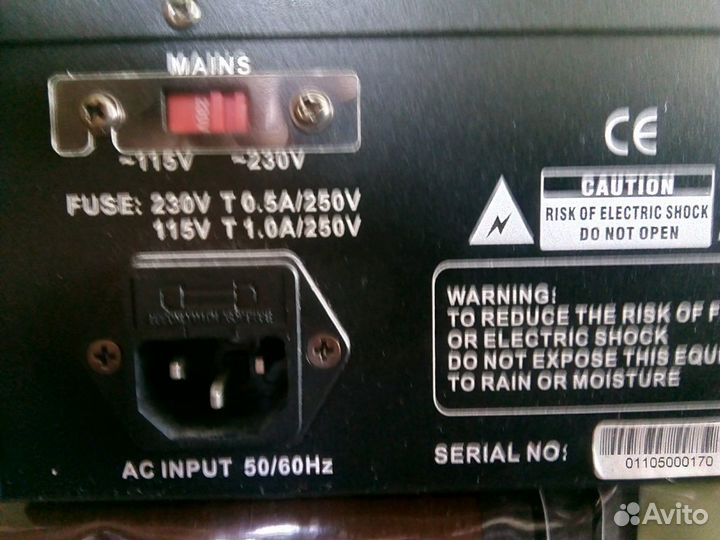 MAINS
230V
~115V ~230V
FUSE: 230V T 0.5A/250V
115V T 1.0A/250V
CE
CAUTION
RISK OF ELECTRIC SHOCK
DO NOT OPEN
WARNING:
TO REDUCE THE RISK OF F
OR ELECTRIC SHOCK
DO NOT EXPOSE THIS EQU
TO RAIN OR MOISTURE
AC INPUT 50/60Hz
SERIAL NO:
01105000170
Avito